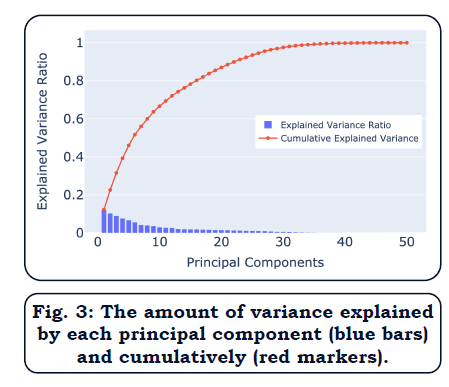 1
0.8
0.6
0.4
0.2
0
Explained Variance Ratio
Explained Variance Ratio
Cumulative Explained Variance
0 10 20 30 40 50
Principal Components
Fig. 3: The amount of variance explained
by each principal component (blue bars)
and cumulatively (red markers).